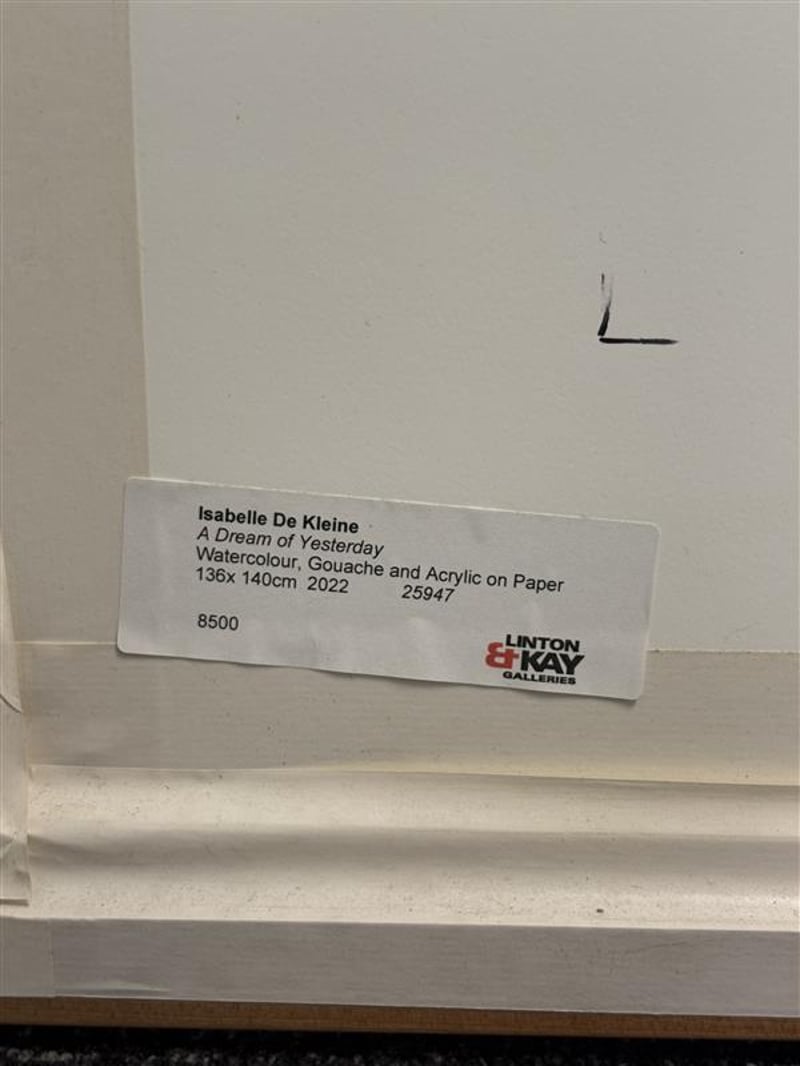 L
Isabelle De Kleine
A Dream of Yesterday
Watercolour, Gouache and Acrylic on Paper
136x 140cm 2022 25947
8500
LINTON
& KAY
GALLERIES